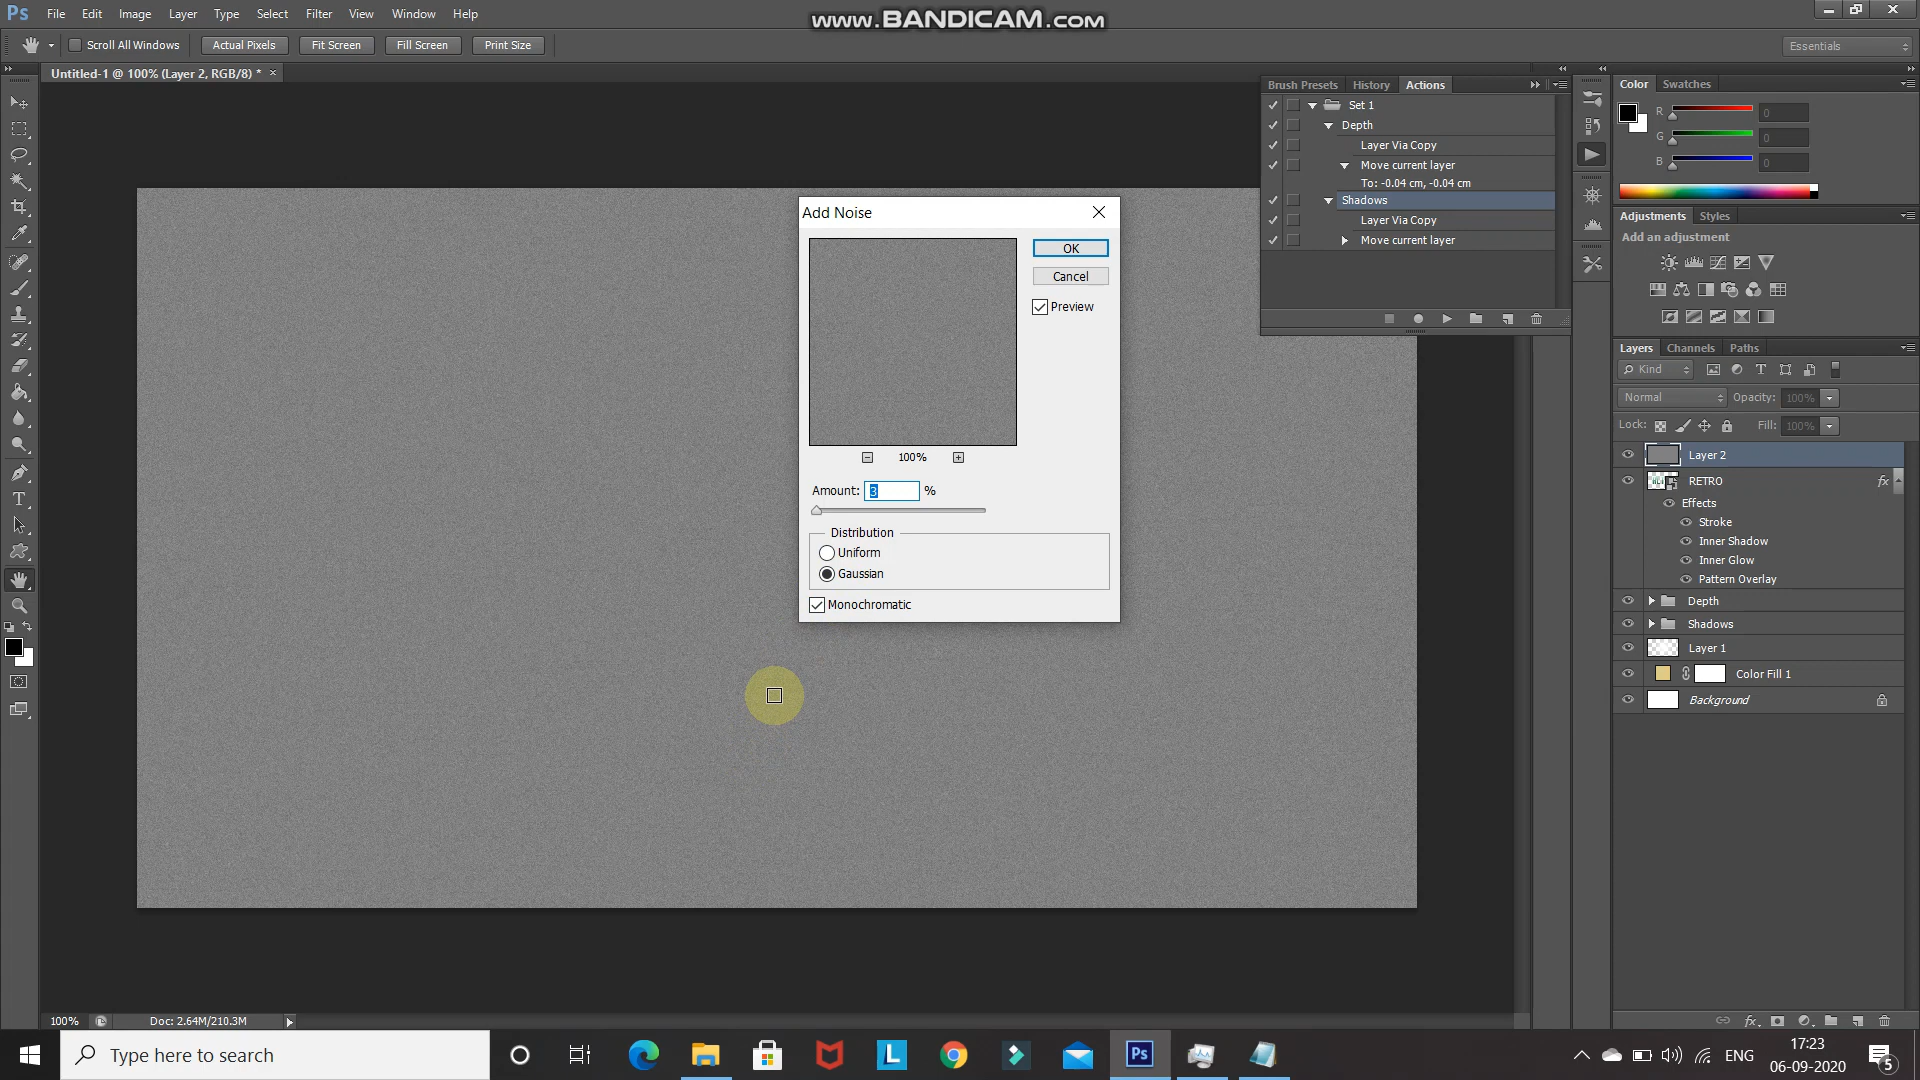 Ps File Edit Image Layer Type Select Filter View Window Help
www.BANDICAM.com
Scroll All Windows Actual Pixels Fit Screen Fill Screen Print Size
Essentials
Untitled-1 @ 100% (Layer 2, RGB/8) * ×
Brush Presets History Actions
Set 1
Depth
Layer Via Copy
Move current layer
To: -0.04 cm, -0.04 cm
Shadows
Layer Via Copy
Move current layer
Color Swatches
R 0
G 0
B 0
Adjustments Styles
Add an adjustment
Add Noise
OK
Cancel
Preview
100%
Amount: 3 %
Distribution
Uniform
Gaussian
Monochromatic
Layers Channels Paths
Kind
Normal Opacity: 100%
Lock: Fill: 100%
Layer 2
RETRO fx
Effects
Stroke
Inner Shadow
Inner Glow
Pattern Overlay
Depth
Shadows
Layer 1
Color Fill 1
Background
fx
100% Doc: 2.64M/210.3M
Type here to search
L
Ps
ENG
17:23
06-09-2020
5